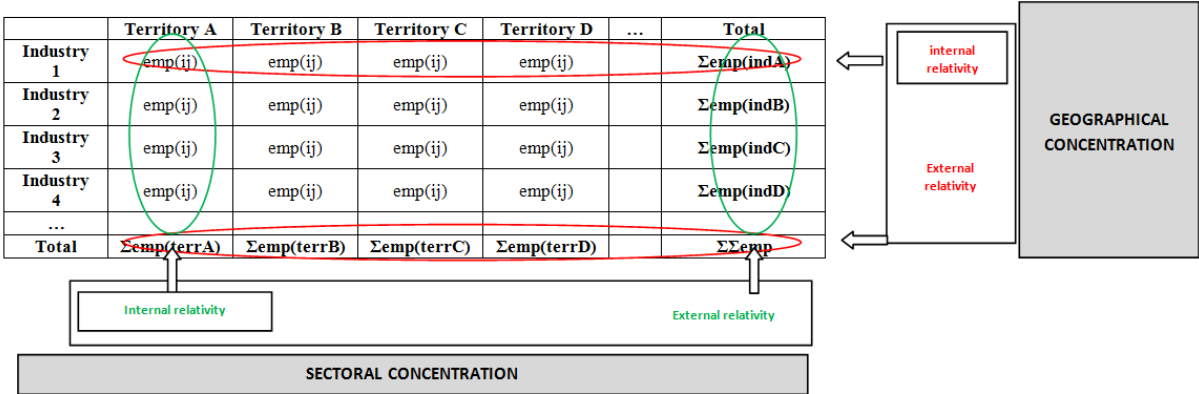 Territory A Territory B Territory C Territory D … Total
Industry
1
emp(ij) emp(ij) emp(ij) emp(ij) Σemp(indA)
Industry
2
emp(ij) emp(ij) emp(ij) emp(ij) Σemp(indB)
Industry
3
emp(ij) emp(ij) emp(ij) emp(ij) Σemp(indC)
Industry
4
emp(ij) emp(ij) emp(ij) emp(ij) Σemp(indD)
…
Total Σemp(terrA) Σemp(terrB) Σemp(terrC) Σemp(terrD) ΣΣemp
internal
relativity
External
relativity
GEOGRAPHICAL
CONCENTRATION
Internal relativity
External relativity
SECTORAL CONCENTRATION